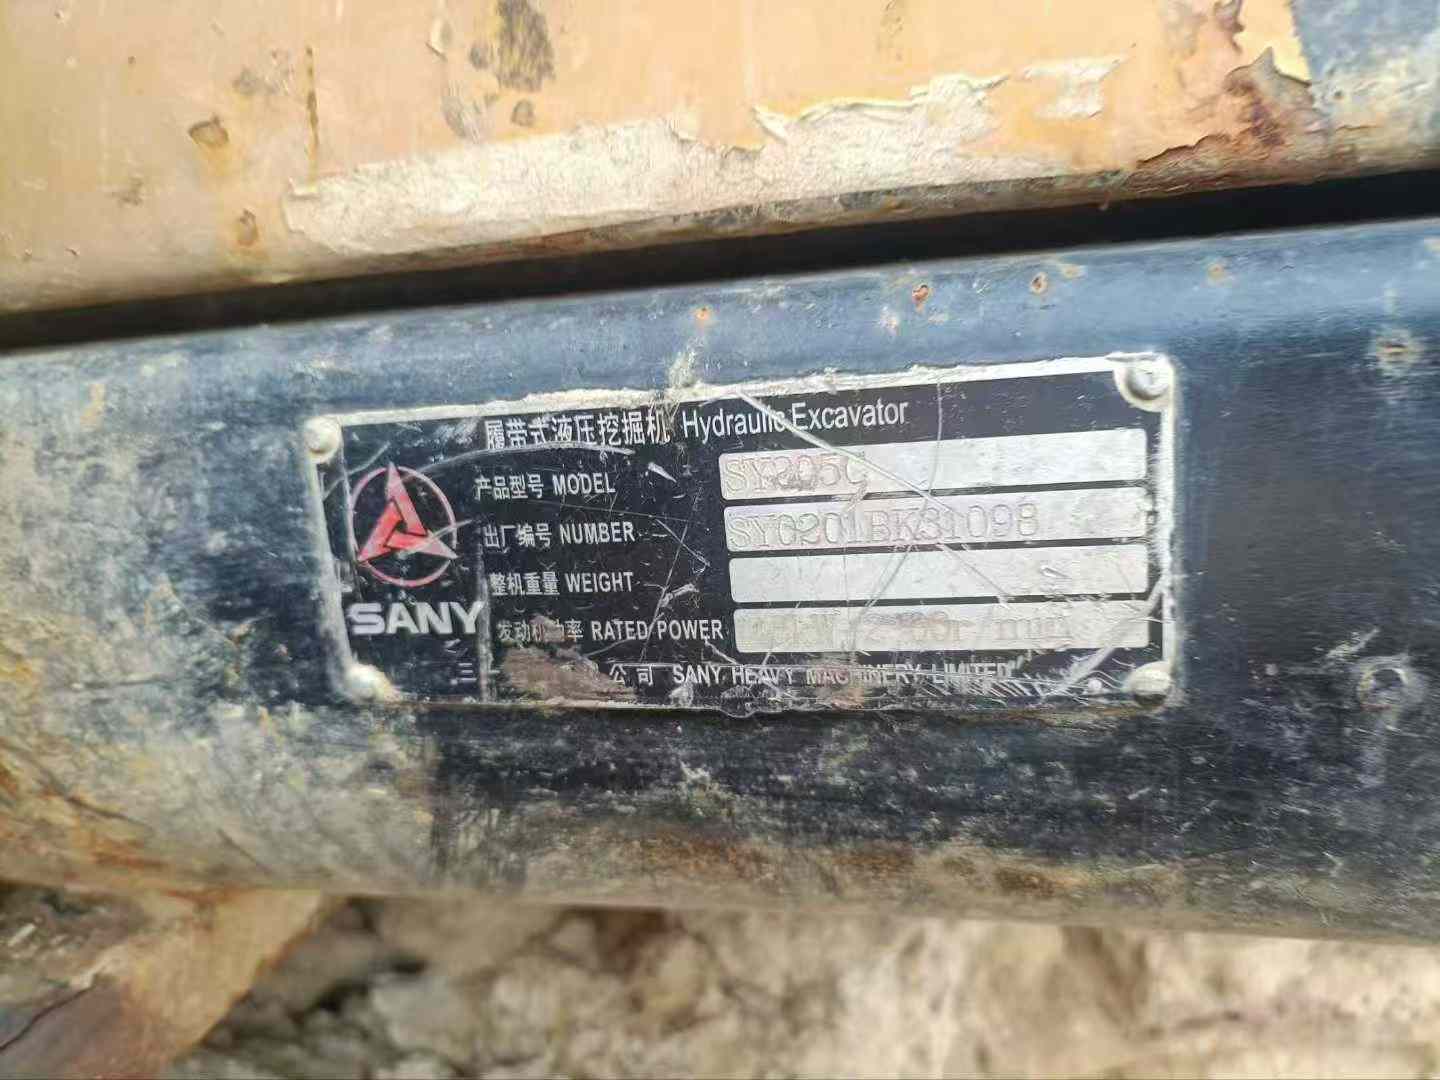 履带式液压挖掘机 Hydraulic Excavator
产品型号 MODEL SY205C
出厂编号 NUMBER SY0201BK31098
整机重量 WEIGHT
发动机功率 RATED POWER
SANY
三 公司 SANY HEAVY MACHINERY LIMITED